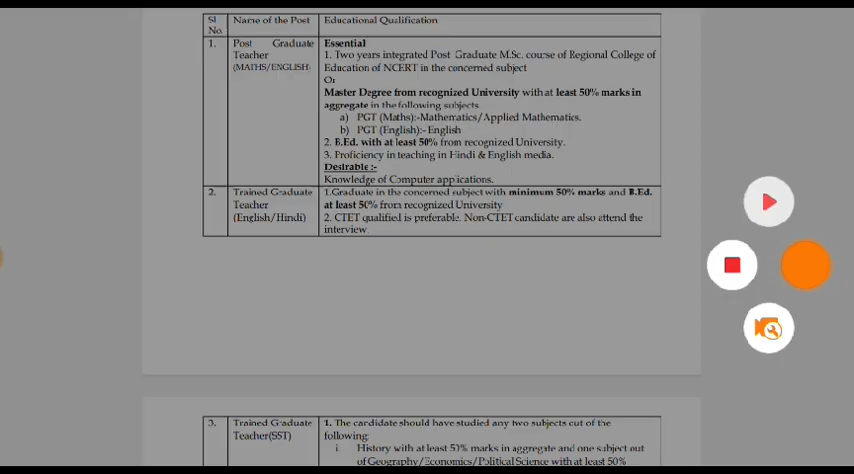 Sl Name of the Post Educational Qualification
No
1. Post Graduate Essential
Teacher 1. Two years integrated Post Graduate M.Sc. course of Regional College of
(MATHS/ENGLISH) Education of NCERT in the concerned subject
Or
Master Degree from recognized University with at least 50% marks in
aggregate in the following subjects
a) PGT (Maths):-Mathematics/Applied Mathematics.
b) PGT (English):- English
2. B.Ed. with at least 50% from recognized University.
3. Proficiency in teaching in Hindi & English media.
Desirable :-
Knowledge of Computer applications.
2. Trained Graduate 1.Graduate in the concerned subject with minimum 50% marks and B.Ed.
Teacher at least 50% from recognized University
(English/Hindi) 2. CTET qualified is preferable. Non-CTET candidate are also attend the
interview
3. Trained Graduate 1. The candidate should have studied any two subjects out of the
Teacher(SST) following:
i History with at least 50% marks in aggregate and one subject out
of Geography/Economics/Political Science with at least 50%